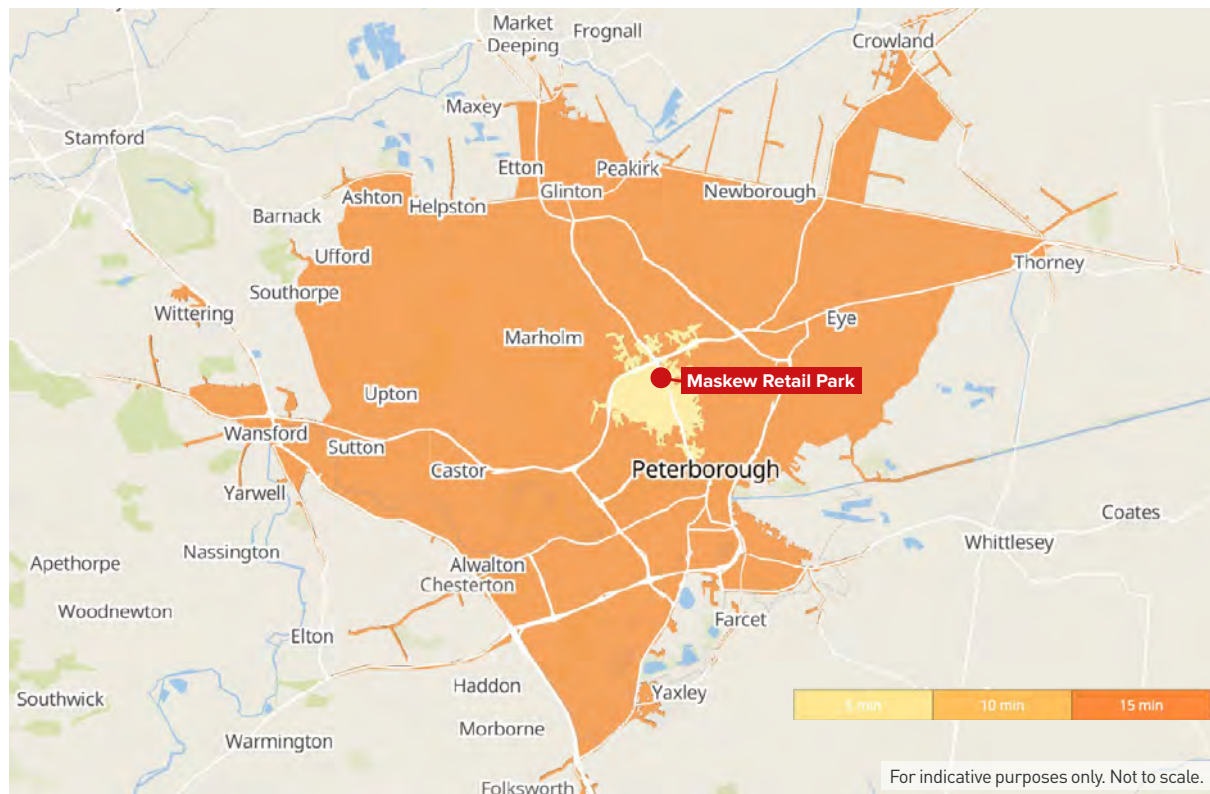 Market
Deeping
Frognall
Crowland
Maxey
Stamford
Etton
Peakirk
Ashton
Helpston
Glinton
Newborough
Barnack
Ufford
Thorney
Southorpe
Wittering
Eye
Marholm
Maskew Retail Park
Upton
Wansford
Sutton
Castor
Peterborough
Yarwell
Coates
Whittlesey
Nassington
Apethorpe
Alwalton
Chesterton
Woodnewton
Farcet
Elton
Haddon
Yaxley
Southwick
5 min
10 min
15 min
Morborne
Warmington
For indicative purposes only. Not to scale.
Folksworth